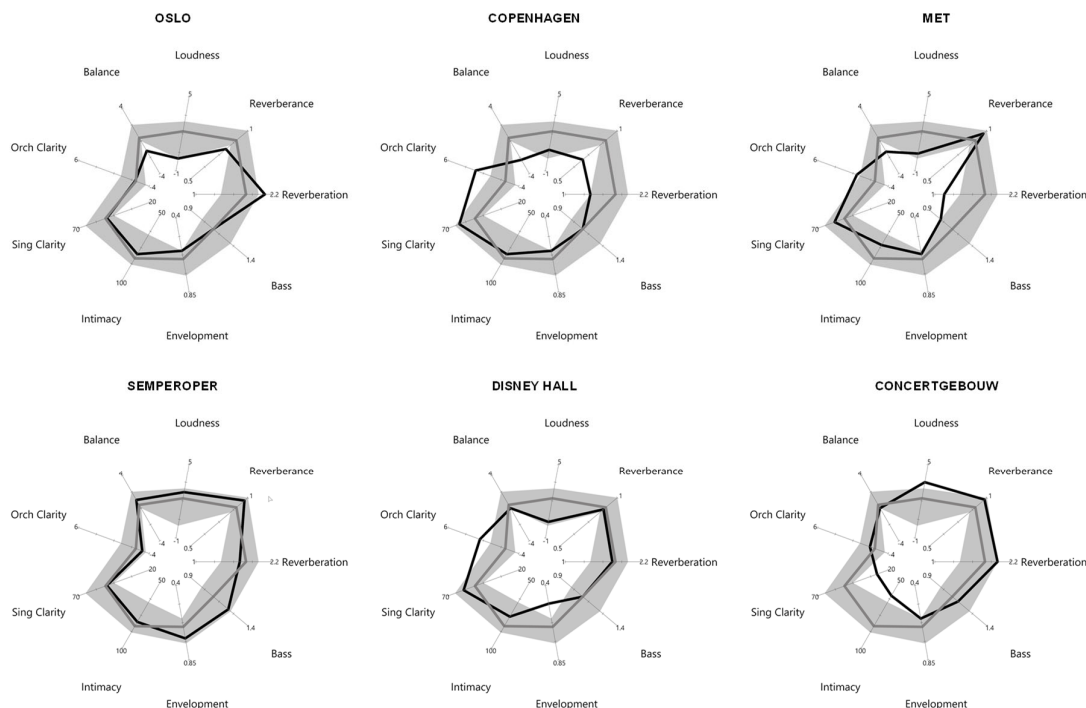 OSLO
COPENHAGEN
MET
Loudness
Balance
Reverberance
Orch Clarity
Reverberation
Sing Clarity
Bass
Intimacy
Envelopment
5
4
1
6
-1
-4
0.5
-4
1
2.2
20
0.9
50
0.4
70
1.4
100
0.85
Loudness
Balance
Reverberance
Orch Clarity
Reverberation
Sing Clarity
Bass
Intimacy
Envelopment
5
4
1
6
-1
-4
0.5
-4
1
2.2
20
0.9
50
0.4
70
1.4
100
0.85
Loudness
Balance
Reverberance
Orch Clarity
Reverberation
Sing Clarity
Bass
Intimacy
Envelopment
5
4
1
6
-1
-4
0.5
-4
1
2.2
20
0.9
50
0.4
70
1.4
100
0.85
SEMPEROPER
DISNEY HALL
CONCERTGEBOUW
Loudness
Balance
Reverberance
Orch Clarity
Reverberation
Sing Clarity
Bass
Intimacy
Envelopment
5
4
1
6
-1
-4
0.5
-4
1
2.2
20
0.9
50
0,4
70
1.4
100
0.85
Loudness
Balance
Reverberance
Orch Clarity
Reverberation
Sing Clarity
Bass
Intimacy
Envelopment
5
4
1
6
-1
-4
0.5
-4
1
2.2
20
0.9
50
0,4
70
1.4
100
0.85
Loudness
Balance
Reverberance
Orch Clarity
Reverberation
Sing Clarity
Bass
Intimacy
Envelopment
5
4
1
6
-1
-4
0.5
-4
1
2.2
20
0.9
50
0,4
70
1.4
100
0.85